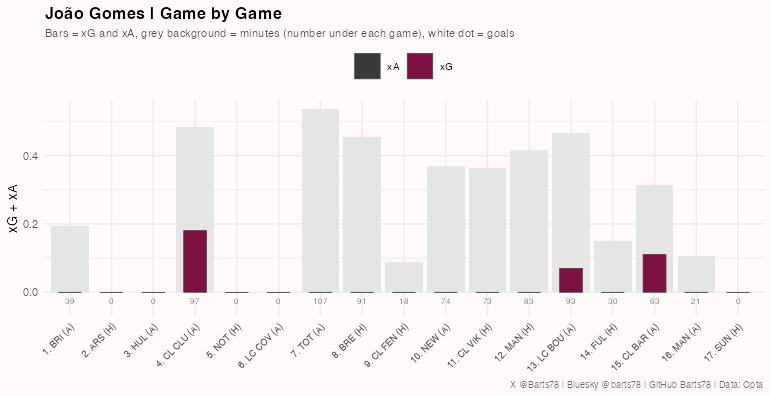 João Gomes | Game by Game
Bars = xG and xA, grey background = minutes (number under each game), white dot = goals
xA xG
xG + xA
0.4
0.2
0.0
39 0 0 97 0 0 107 91 18 74 73 83 93 30 63 21 0
1. BRI (A)
2. ARS (H)
3. HUL (A)
4. CL CLU (A)
5. NOT (H)
6. LC COV (A)
7. TOT (A)
8. BRE (H)
9. CL FEN (H)
10. NEW (A)
11. CL VIK (H)
12. MAN (H)
13. LC BOU (A)
14. FUL (H)
15. CL BAR (A)
16. MAN (A)
17. SUN (H)
X @Barts78 | Bluesky @barts78 | GitHub Barts78 | Data: Opta